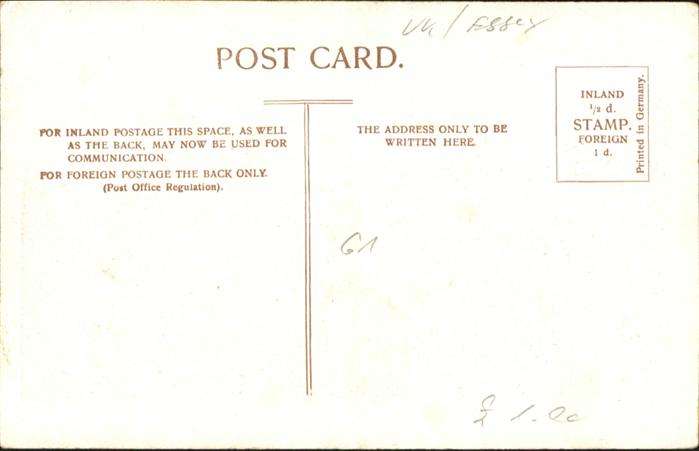 UK / Essex
POST CARD.
FOR INLAND POSTAGE THIS SPACE, AS WELL
AS THE BACK, MAY NOW BE USED FOR
COMMUNICATION.
FOR FOREIGN POSTAGE THE BACK ONLY.
(Post Office Regulation).
THE ADDRESS ONLY TO BE
WRITTEN HERE.
INLAND
½ d.
STAMP.
FOREIGN
1 d.
Printed in Germany.
G1
£ 1.00